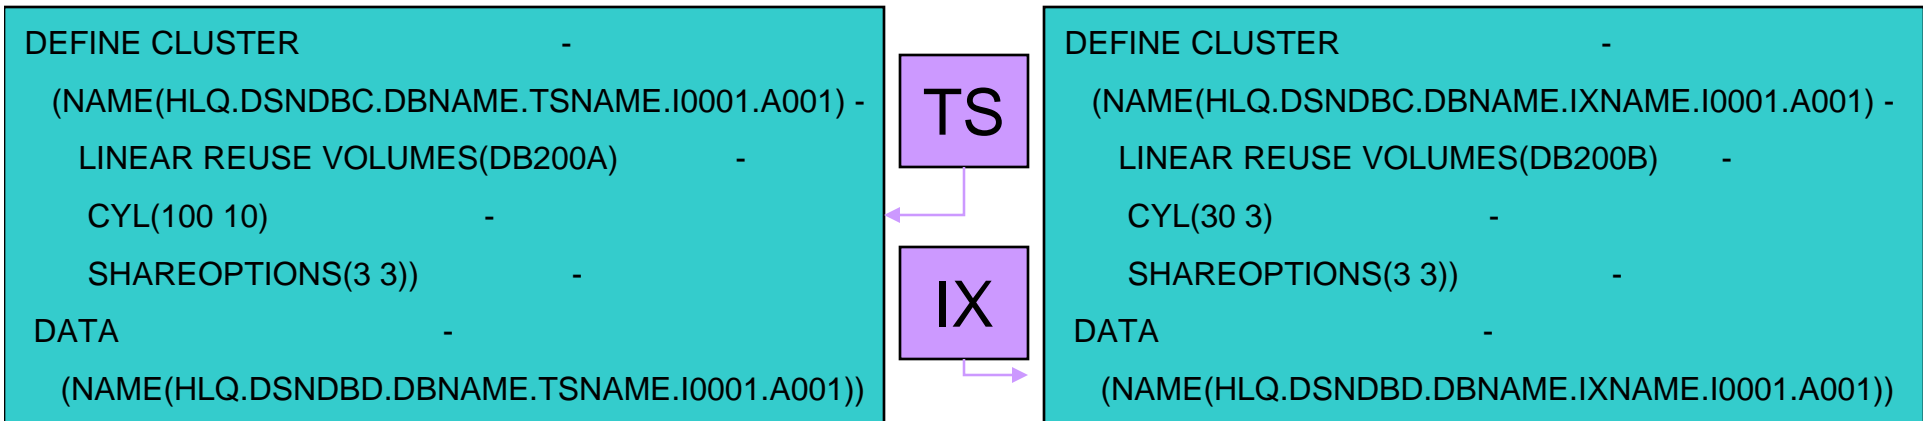 DEFINE CLUSTER -
(NAME(HLQ.DSNDBC.DBNAME.TSNAME.I0001.A001) -
LINEAR REUSE VOLUMES(DB200A) -
CYL(100 10) -
SHAREOPTIONS(3 3)) -
DATA -
(NAME(HLQ.DSNDBD.DBNAME.TSNAME.I0001.A001))
TS
IX
DEFINE CLUSTER -
(NAME(HLQ.DSNDBC.DBNAME.IXNAME.I0001.A001) -
LINEAR REUSE VOLUMES(DB200B) -
CYL(30 3) -
SHAREOPTIONS(3 3)) -
DATA -
(NAME(HLQ.DSNDBD.DBNAME.IXNAME.I0001.A001))